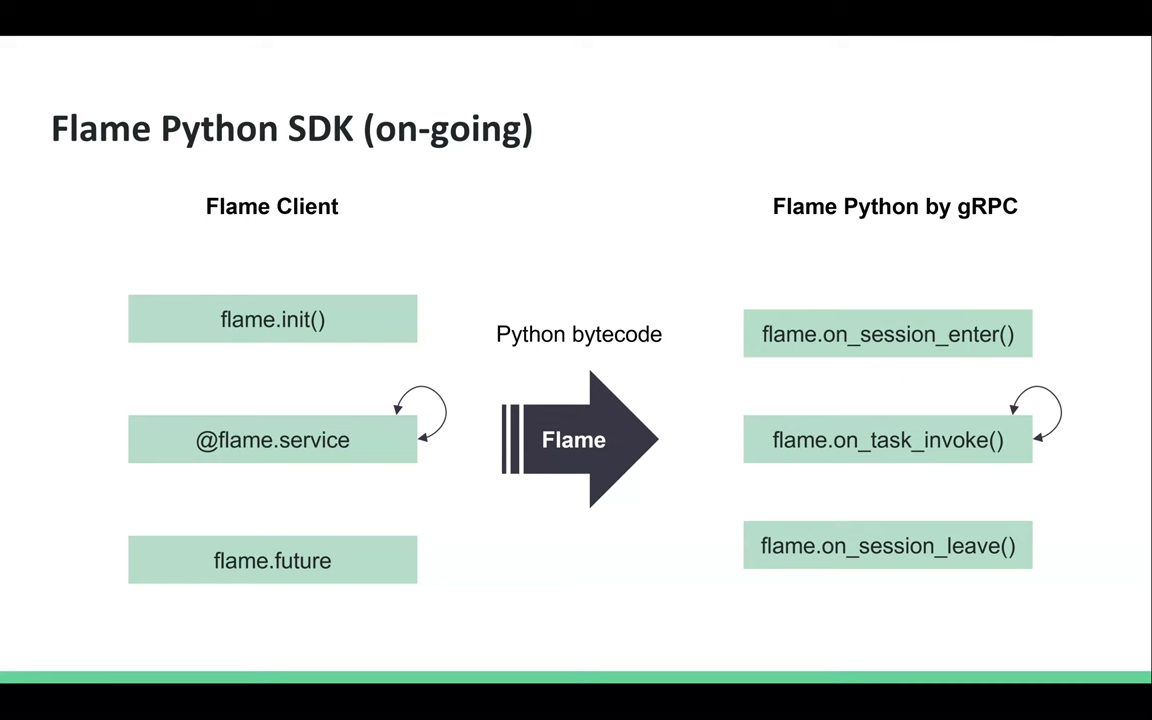 Flame Python SDK (on-going)
Flame Client
flame.init()
@flame.service
flame.future
Python bytecode
Flame
Flame Python by gRPC
flame.on_session_enter()
flame.on_task_invoke()
flame.on_session_leave()